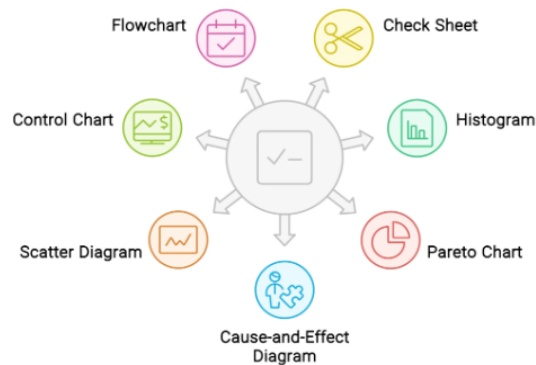 Flowchart
Check Sheet
Control Chart
Histogram
Scatter Diagram
Pareto Chart
Cause-and-Effect
Diagram